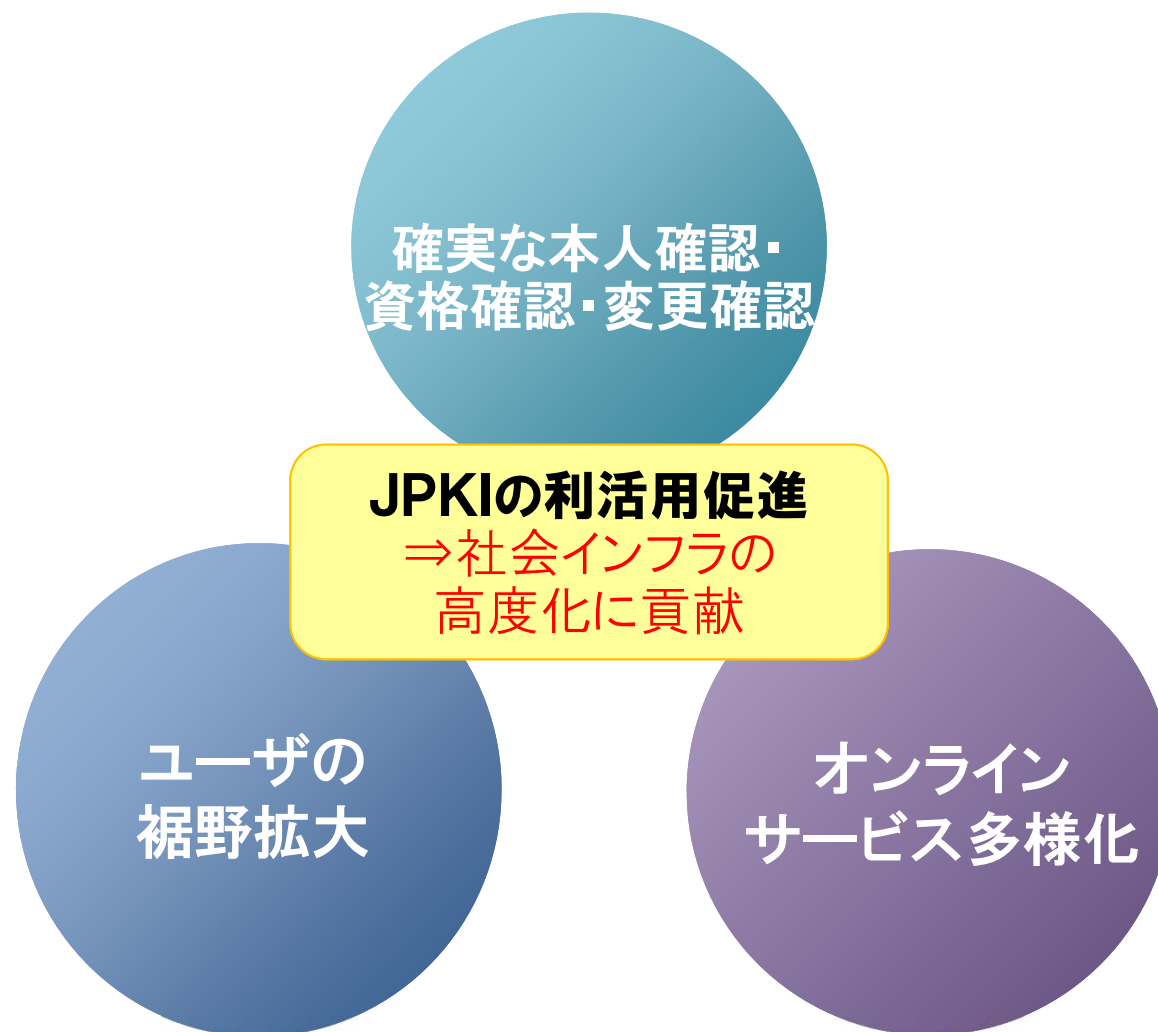 確実な本人確認・
資格確認・変更確認
JPKIの利活用促進
⇒社会インフラの
高度化に貢献
ユーザの
裾野拡大
オンライン
サービス多様化